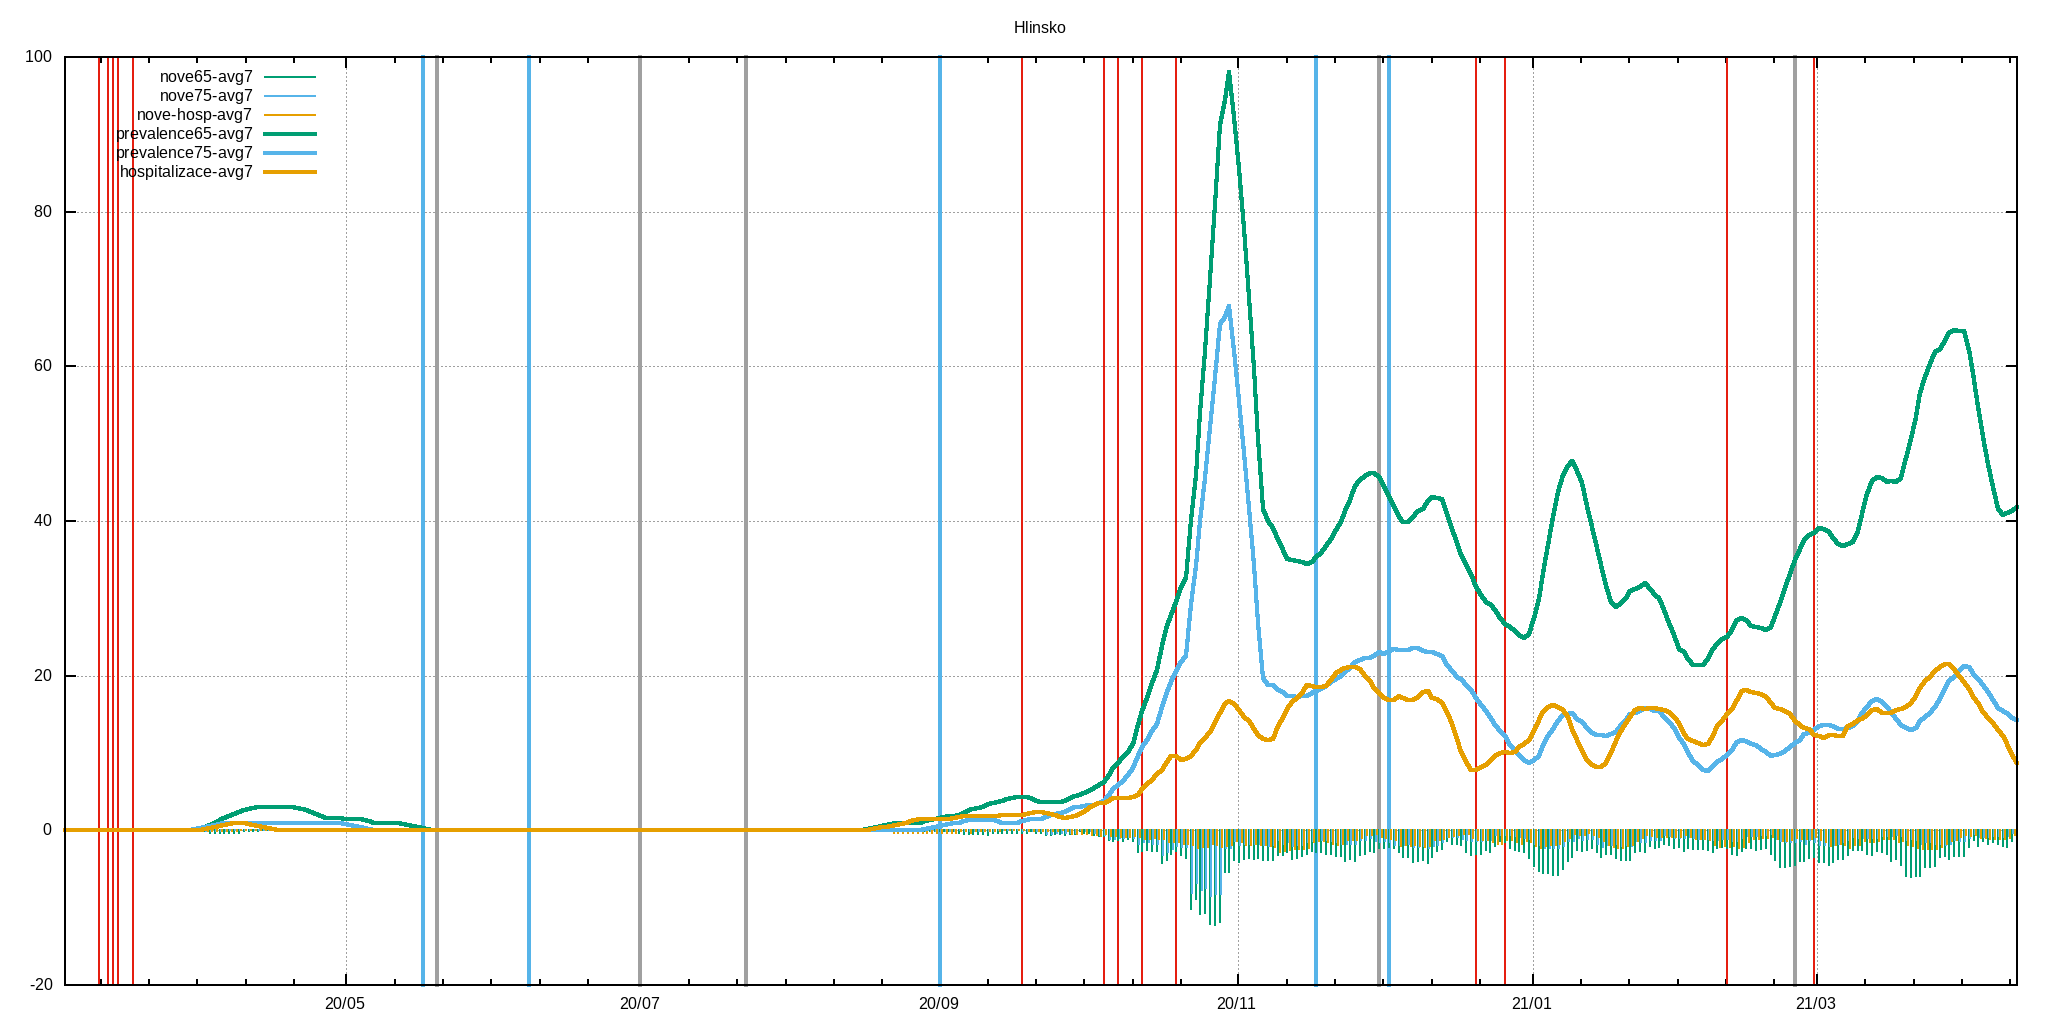 Hlinsko
100
80
60
40
20
0
-20
nove65-avg7
nove75-avg7
nove-hosp-avg7
prevalence65-avg7
prevalence75-avg7
hospitalizace-avg7
20/05
20/07
20/09
20/11
21/01
21/03